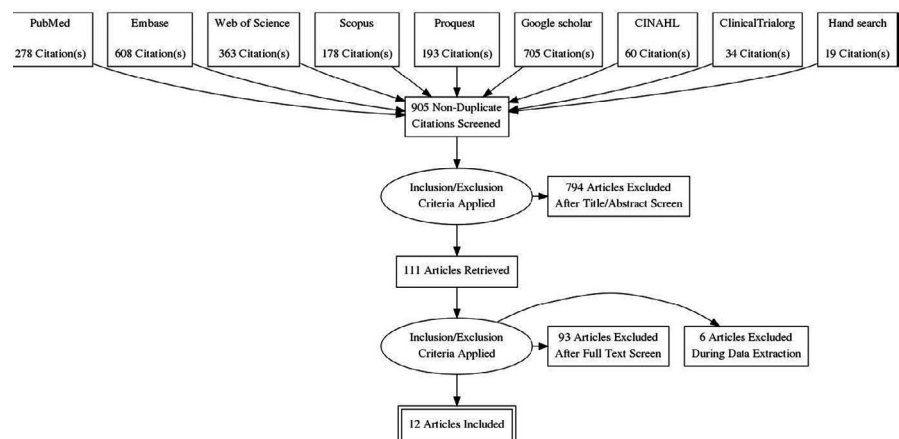 PubMed
278 Citation(s)
Embase
608 Citation(s)
Web of Science
363 Citation(s)
Scopus
178 Citation(s)
Proquest
193 Citation(s)
Google scholar
705 Citation(s)
CINAHL
60 Citation(s)
ClinicalTrialorg
34 Citation(s)
Hand search
19 Citation(s)
905 Non-Duplicate
Citations Screened
Inclusion/Exclusion
Criteria Applied
794 Articles Excluded
After Title/Abstract Screen
111 Articles Retrieved
Inclusion/Exclusion
Criteria Applied
93 Articles Excluded
After Full Text Screen
6 Articles Excluded
During Data Extraction
12 Articles Included